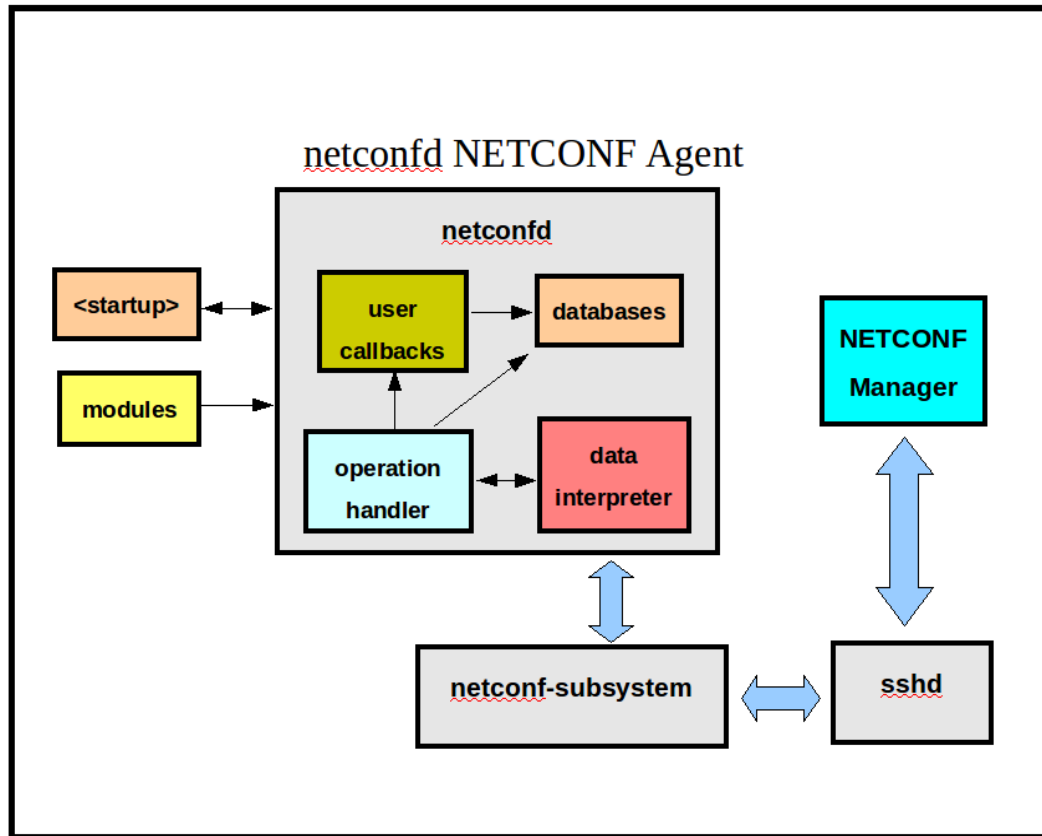 netconfd NETCONF Agent
netconfd
<startup>
user
callbacks
databases
modules
operation
handler
data
interpreter
NETCONF
Manager
netconf-subsystem
sshd